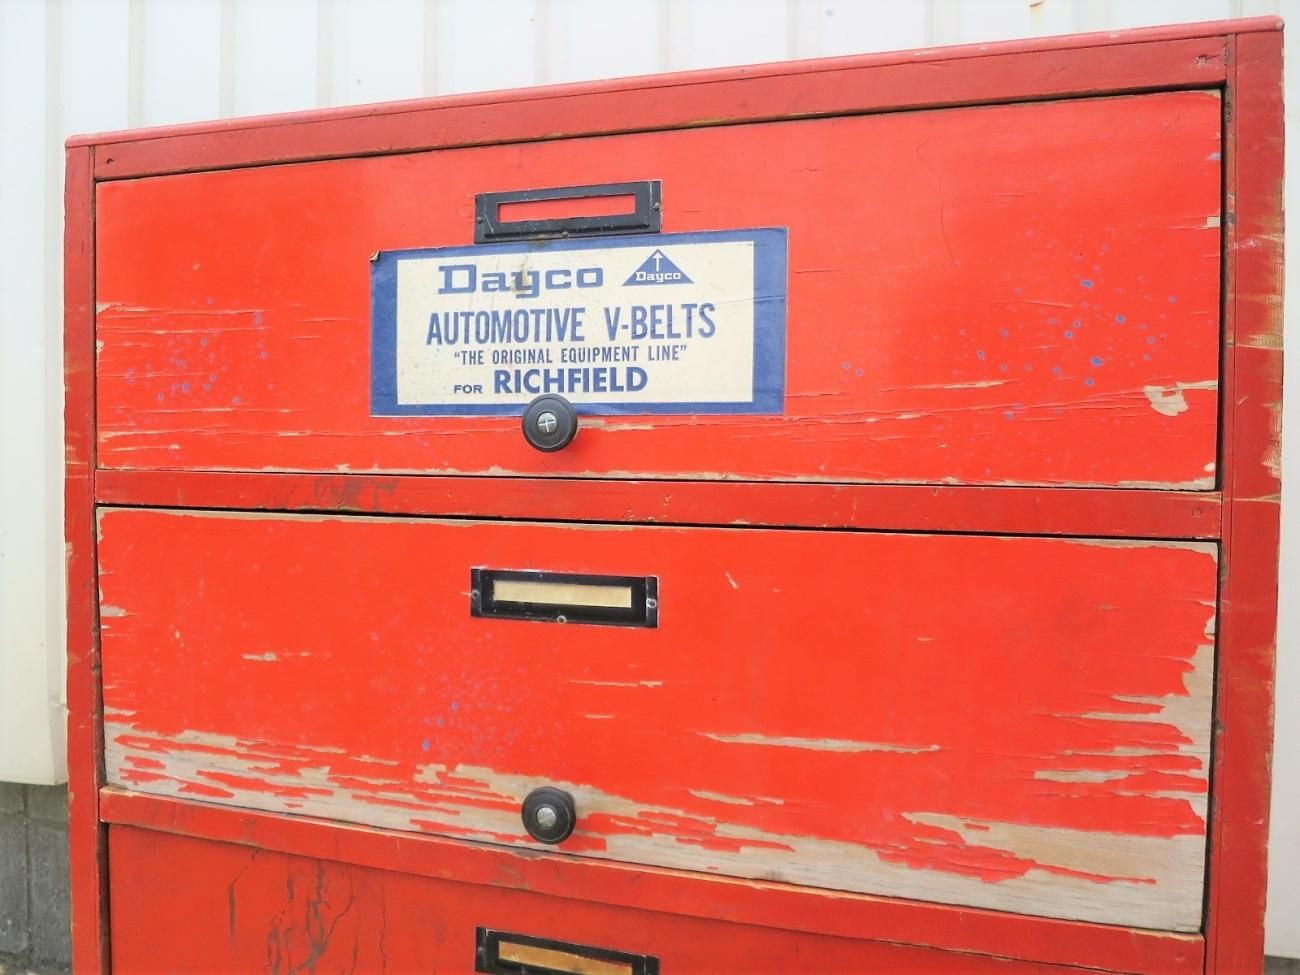 Dayco Dayco
AUTOMOTIVE V-BELTS
"THE ORIGINAL EQUIPMENT LINE"
FOR RICHFIELD